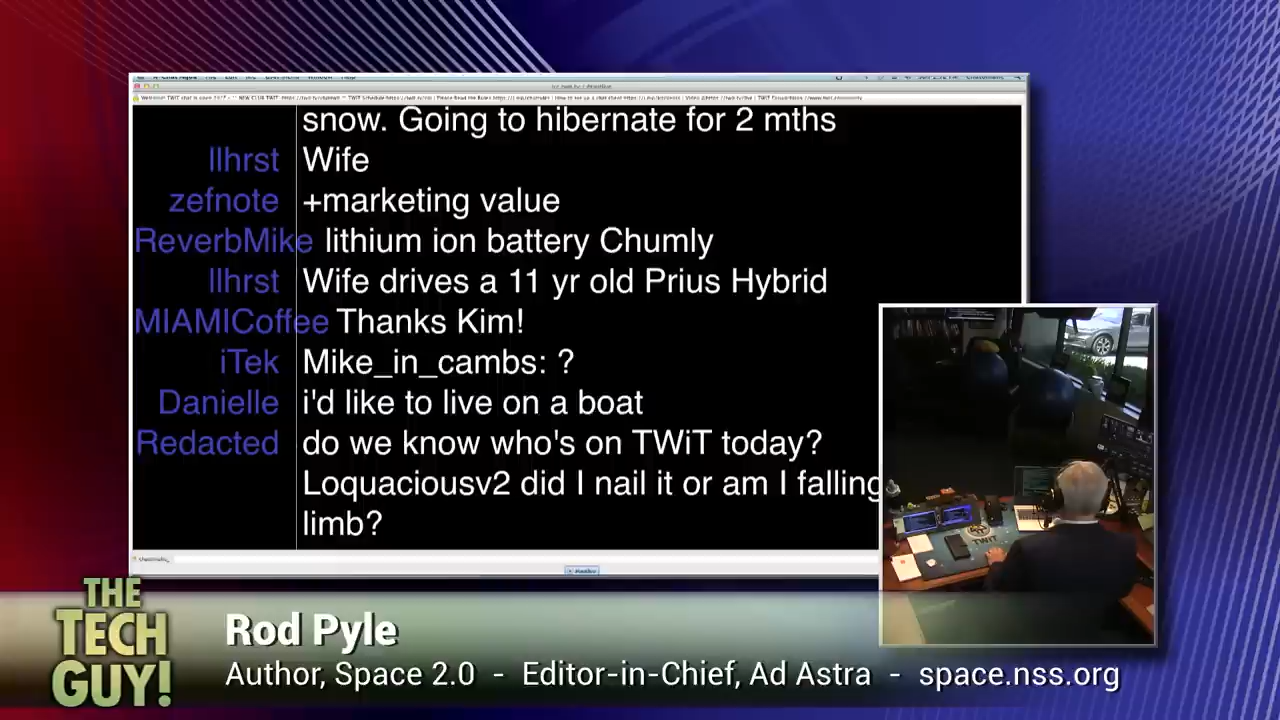 snow. Going to hibernate for 2 mths
llhrst Wife
zefnote +marketing value
ReverbMike lithium ion battery Chumly
llhrst Wife drives a 11 yr old Prius Hybrid
MIAMICoffee Thanks Kim!
iTek Mike_in_cambs: ?
Danielle i'd like to live on a boat
Redacted do we know who's on TWiT today?
Loquaciousv2 did I nail it or am I falling
limb?
TWiT
THE
TECH
GUY!
Rod Pyle
Author, Space 2.0 - Editor-in-Chief, Ad Astra - space.nss.org